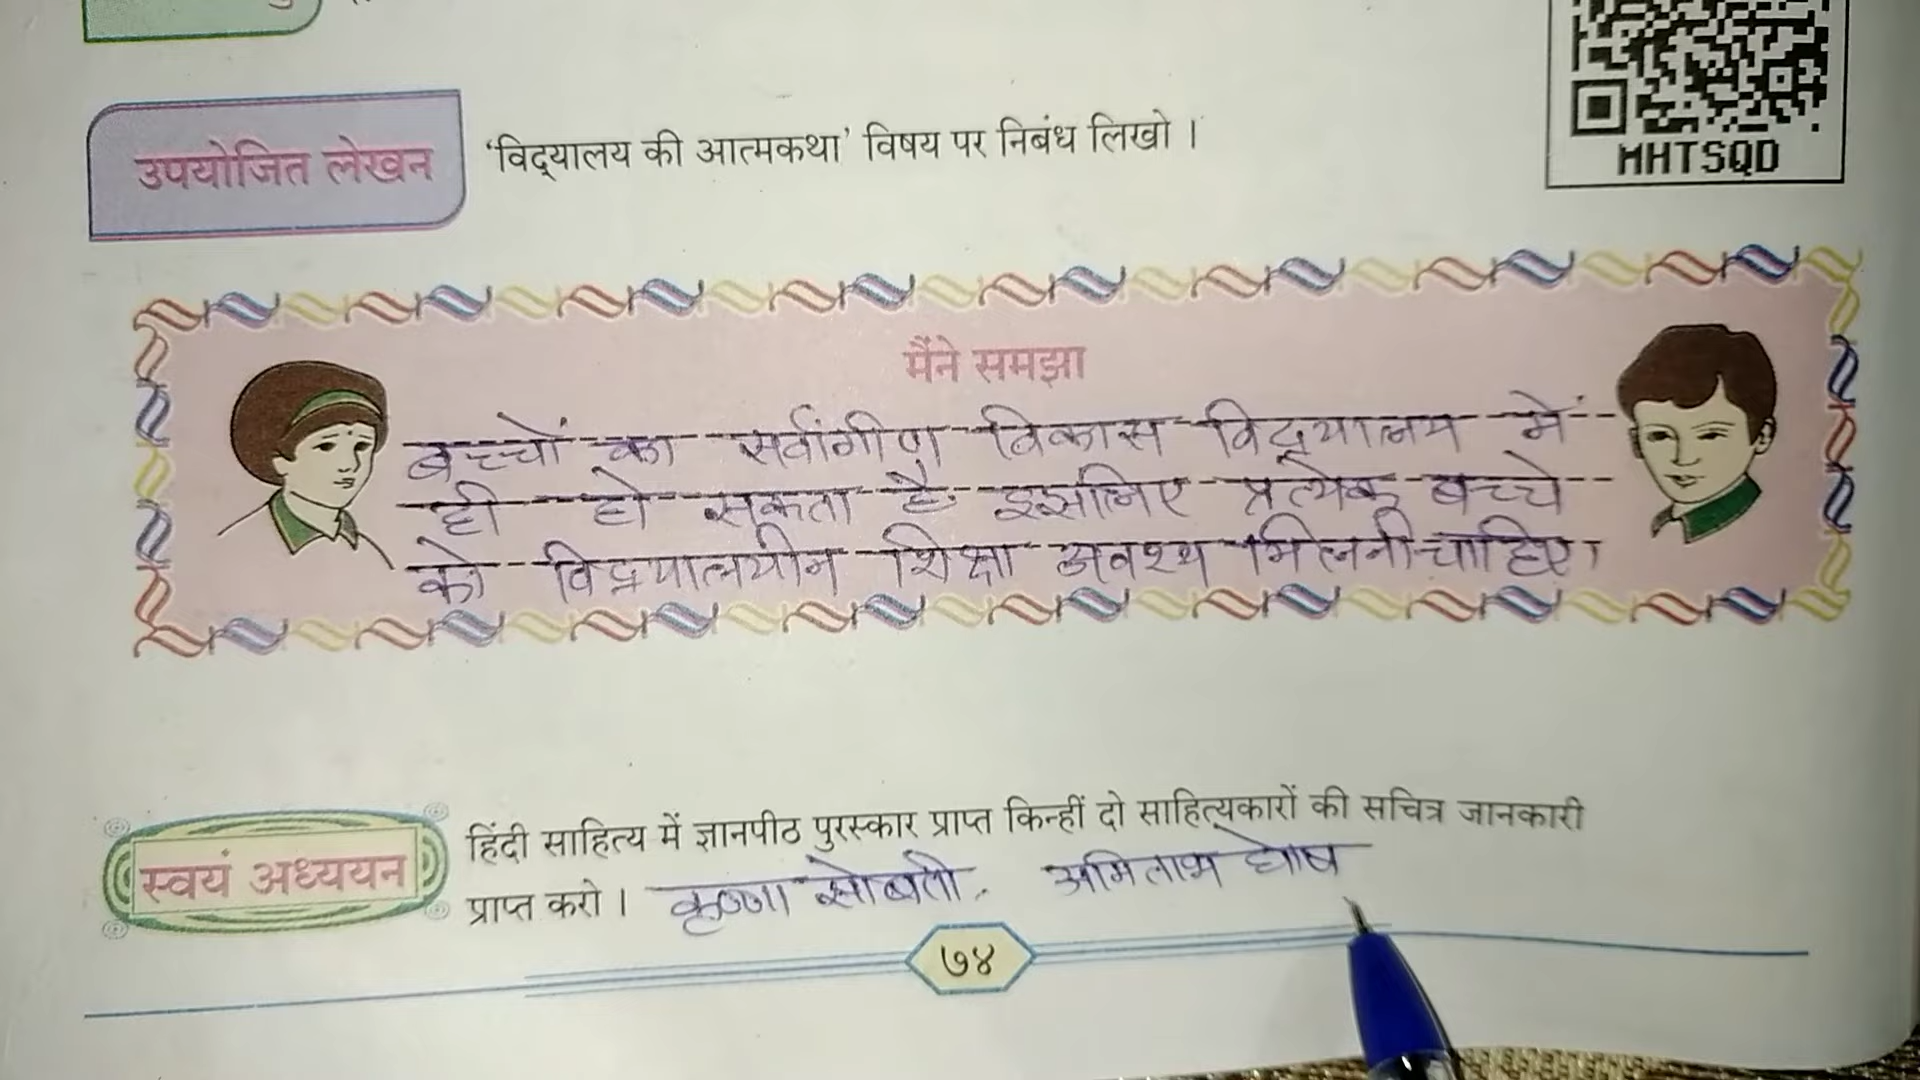 उपयोजित लेखन
‘विद्यालय की आत्मकथा’ विषय पर निबंध लिखो ।
MHTSQD
मैंने समझा
बच्चों का सर्वांगीण विकास विद्यालय में
ही हो सकता है. इसलिए प्रत्येक बच्चे
को विद्यालयीन शिक्षा अवश्य मिलनी चाहिए।
स्वयं अध्ययन
हिंदी साहित्य में ज्ञानपीठ पुरस्कार प्राप्त किन्हीं दो साहित्यकारों की सचित्र जानकारी
प्राप्त करो । कृष्णा सोबती, अमिताभ घोष
७४